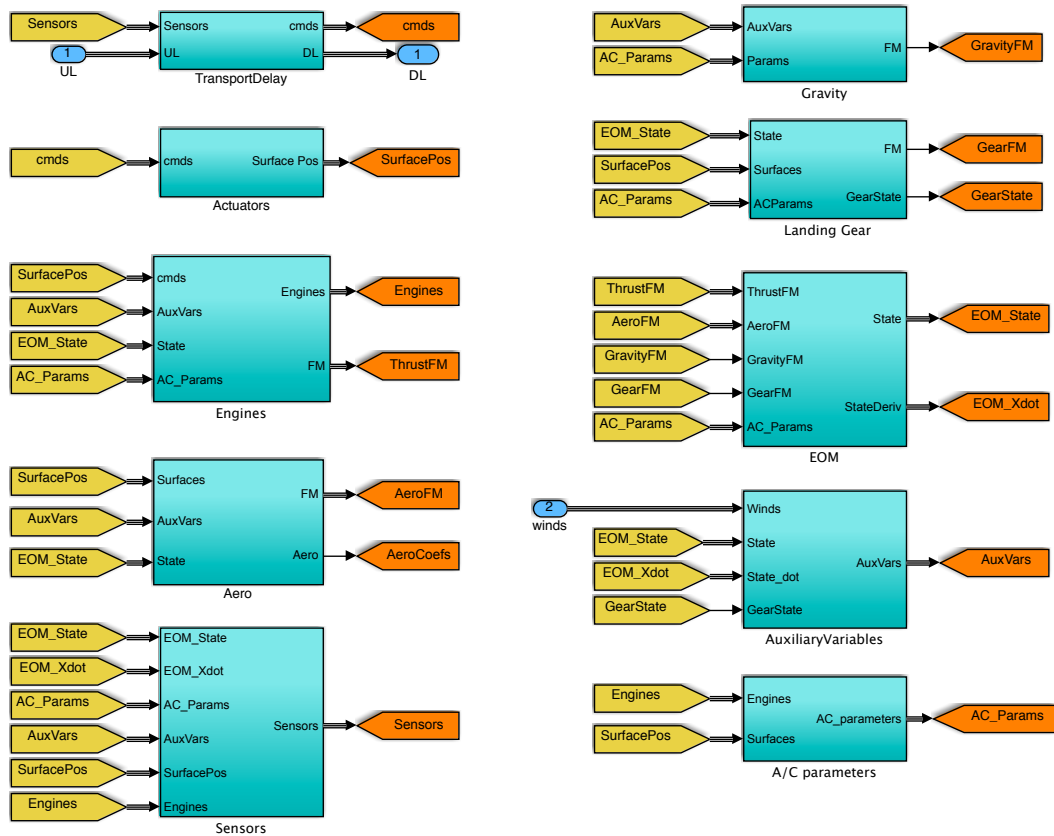 Sensors
Sensors
cmds
cmds
1
UL
UL
DL
1
DL
TransportDelay
cmds
cmds
Surface Pos
SurfacePos
Actuators
SurfacePos
cmds
AuxVars
AuxVars
EOM_State
State
AC_Params
AC_Params
Engines
Engines
FM
ThrustFM
Engines
SurfacePos
Surfaces
AuxVars
AuxVars
EOM_State
State
FM
AeroFM
Aero
AeroCoefs
Aero
EOM_State
EOM_State
EOM_Xdot
EOM_Xdot
AC_Params
AC_Params
AuxVars
AuxVars
SurfacePos
SurfacePos
Engines
Engines
Sensors
Sensors
Sensors
AuxVars
AuxVars
AC_Params
Params
FM
GravityFM
Gravity
EOM_State
State
SurfacePos
Surfaces
AC_Params
ACParams
FM
GearFM
GearState
GearState
Landing Gear
ThrustFM
ThrustFM
AeroFM
AeroFM
GravityFM
GravityFM
GearFM
GearFM
AC_Params
AC_Params
State
EOM_State
StateDeriv
EOM_Xdot
EOM
2
winds
Winds
EOM_State
State
EOM_Xdot
State_dot
GearState
GearState
AuxVars
AuxVars
AuxiliaryVariables
Engines
Engines
SurfacePos
Surfaces
AC_parameters
AC_Params
A/C parameters